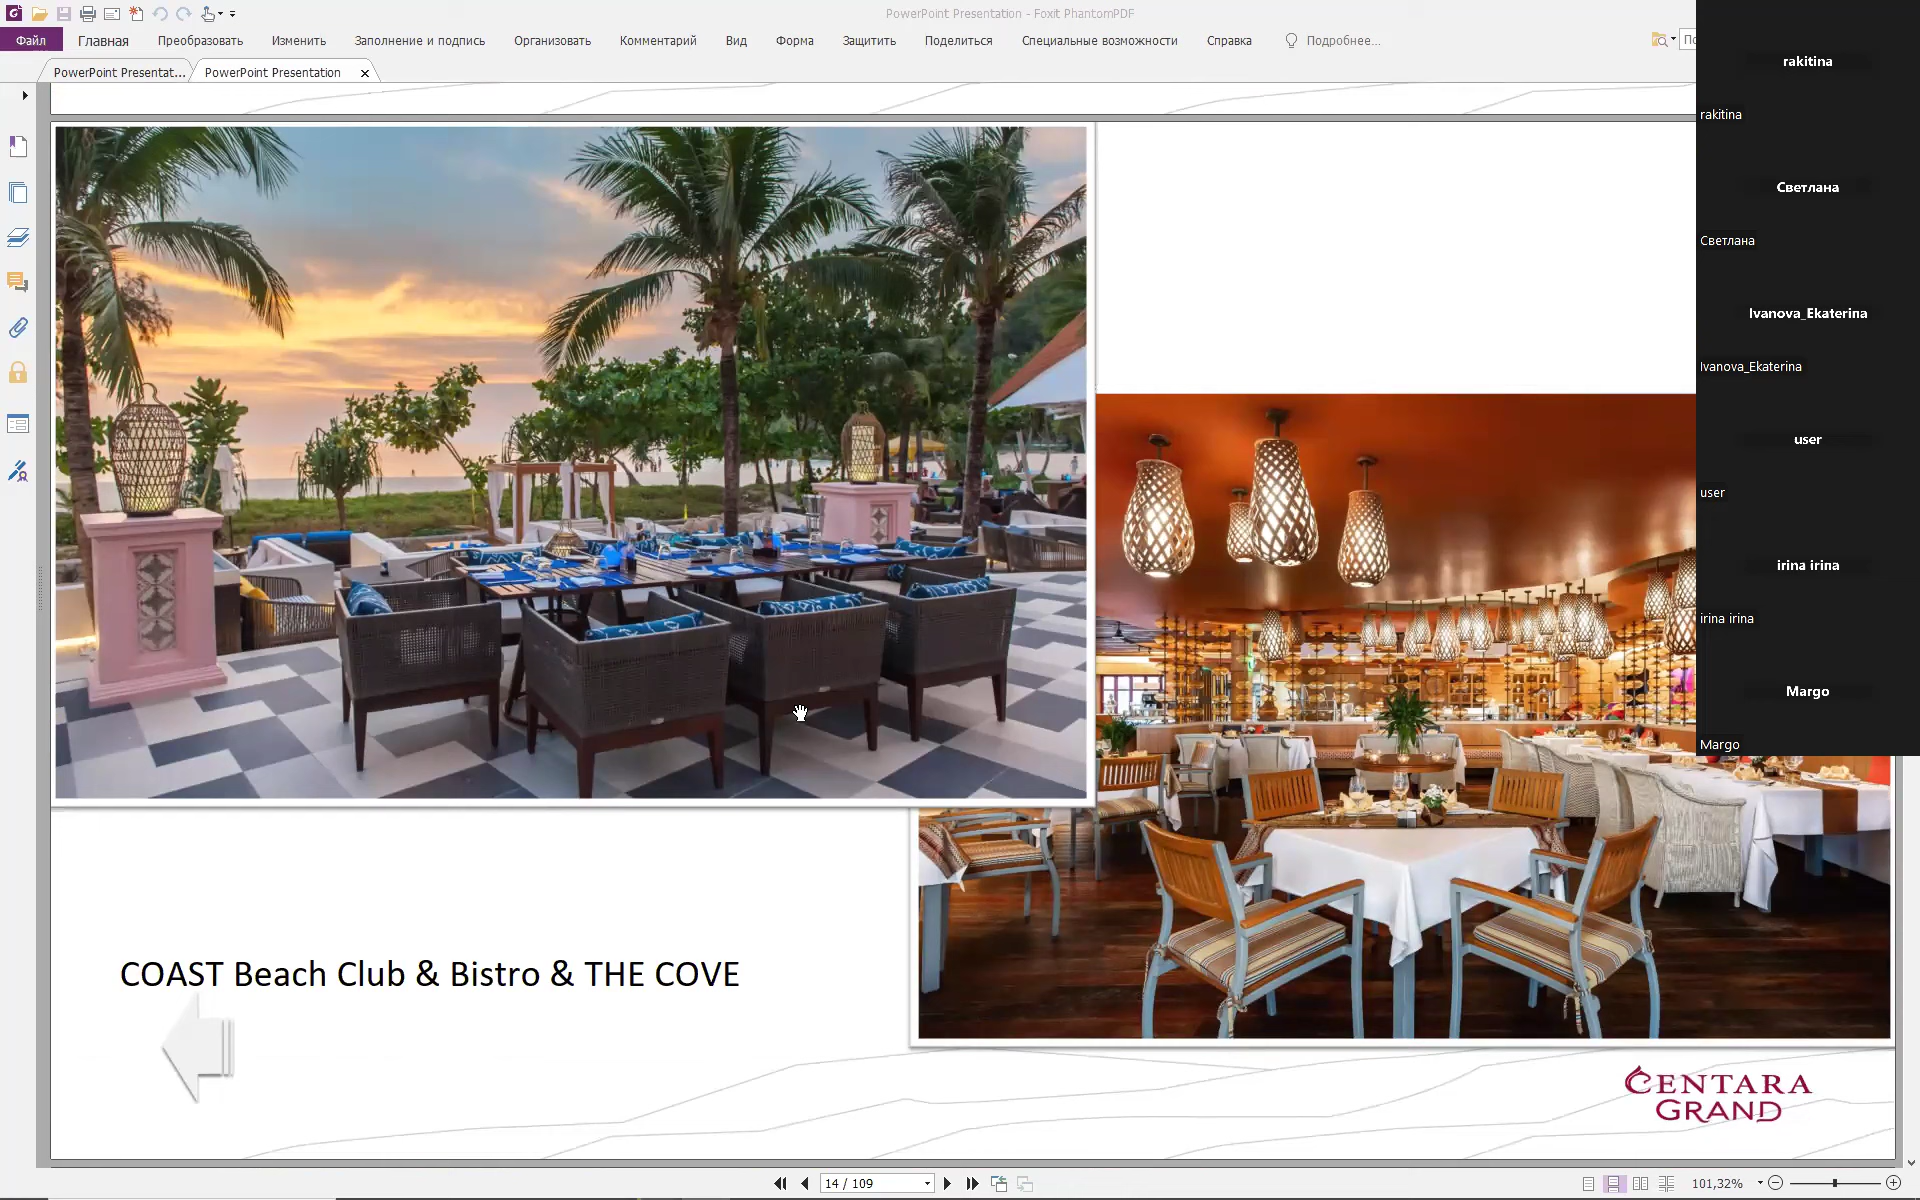 PowerPoint Presentation - Foxit PhantomPDF
Файл Главная Преобразовать Изменить Заполнение и подпись Организовать Комментарий Вид Форма Защитить Поделиться Специальные возможности Справка Подробнее...
PowerPoint Presentat... PowerPoint Presentation
rakitina
rakitina
Светлана
Светлана
Ivanova_Ekaterina
Ivanova_Ekaterina
user
user
irina irina
irina irina
Margo
Margo
COAST Beach Club & Bistro & THE COVE
CENTARA
GRAND
14 / 109
101,32%